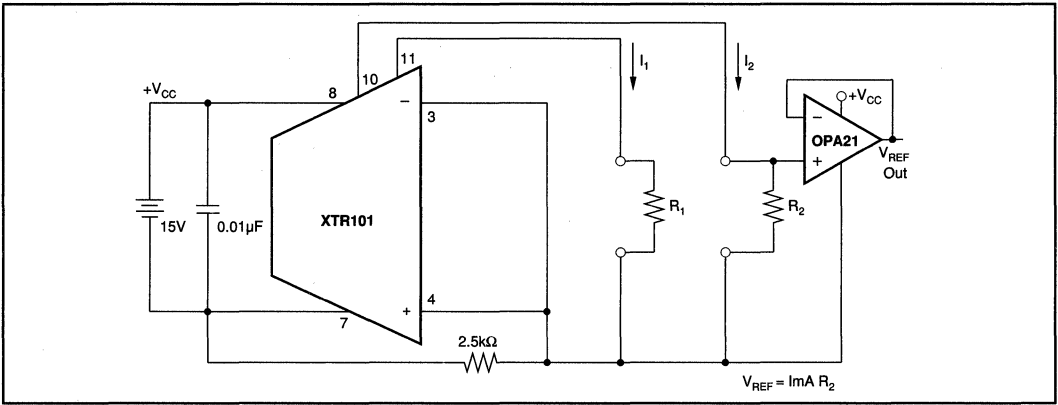 11
10
I1
I2
+VCC
8
−
3
+VCC
−
OPA21
+
VREF
Out
15V
0.01µF
XTR101
R1
R2
4
+
7
2.5kΩ
VREF = ImA R2